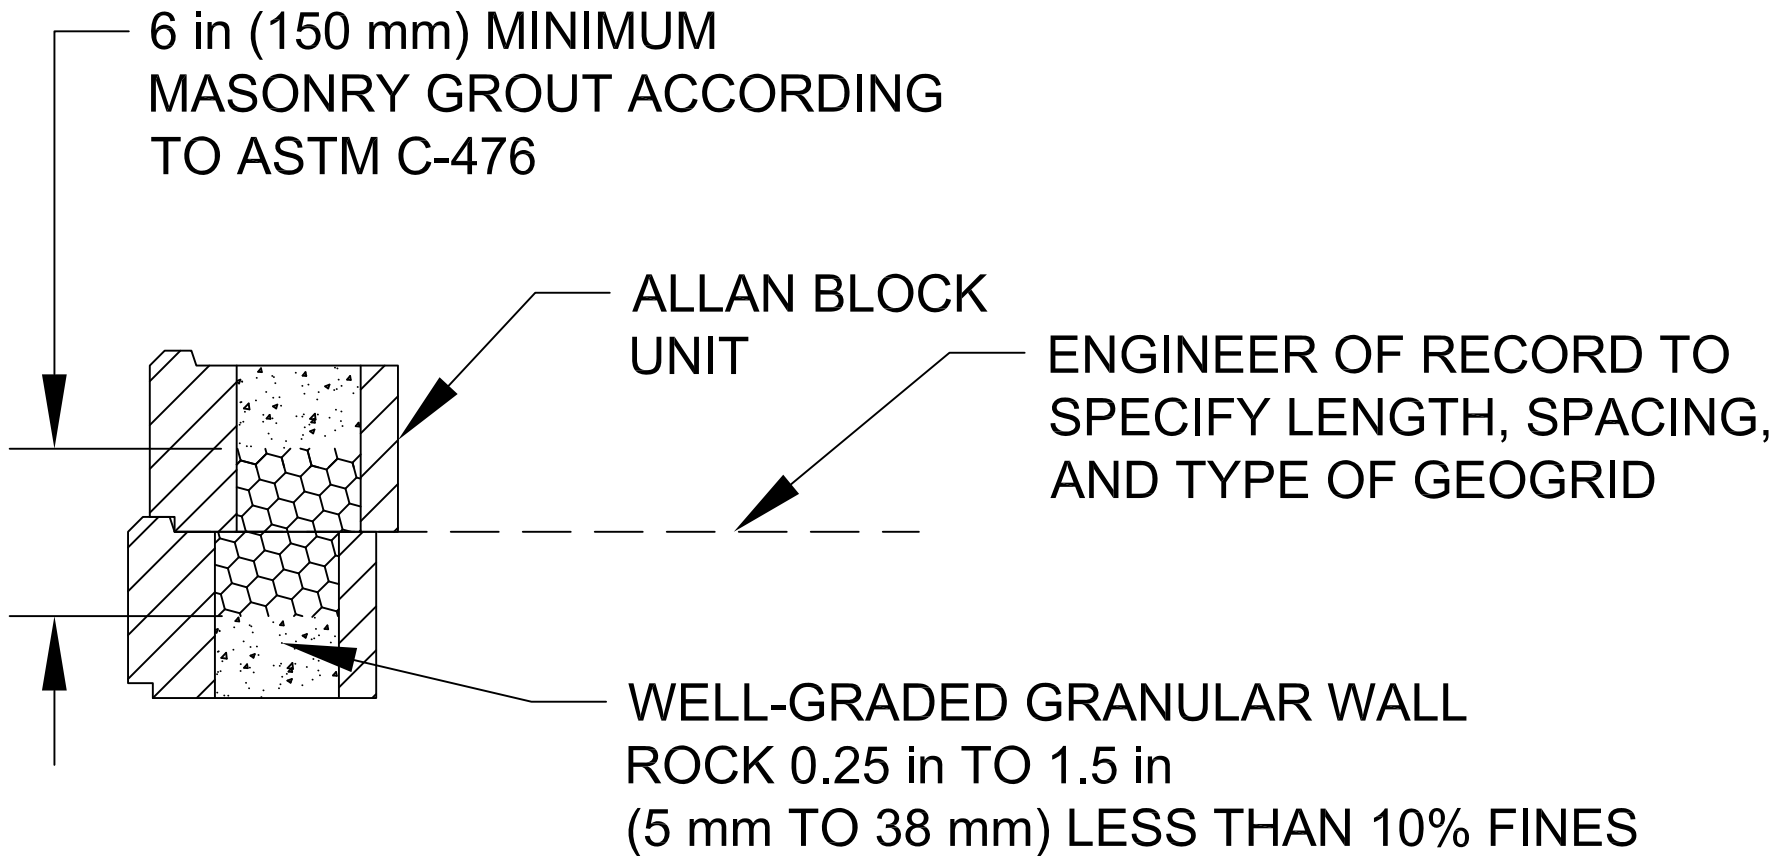 6 in (150 mm) MINIMUM
MASONRY GROUT ACCORDING
TO ASTM C-476
ALLAN BLOCK
UNIT
ENGINEER OF RECORD TO
SPECIFY LENGTH, SPACING,
AND TYPE OF GEOGRID
WELL-GRADED GRANULAR WALL
ROCK 0.25 in TO 1.5 in
(5 mm TO 38 mm) LESS THAN 10% FINES